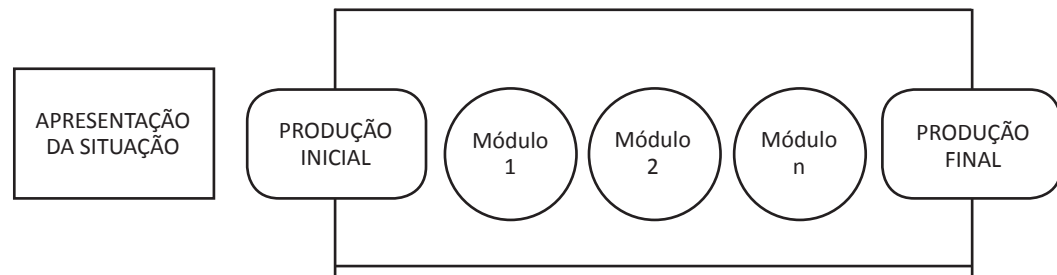 APRESENTAÇÃO
DA SITUAÇÃO
PRODUÇÃO
INICIAL
Módulo
1
Módulo
2
Módulo
n
PRODUÇÃO
FINAL